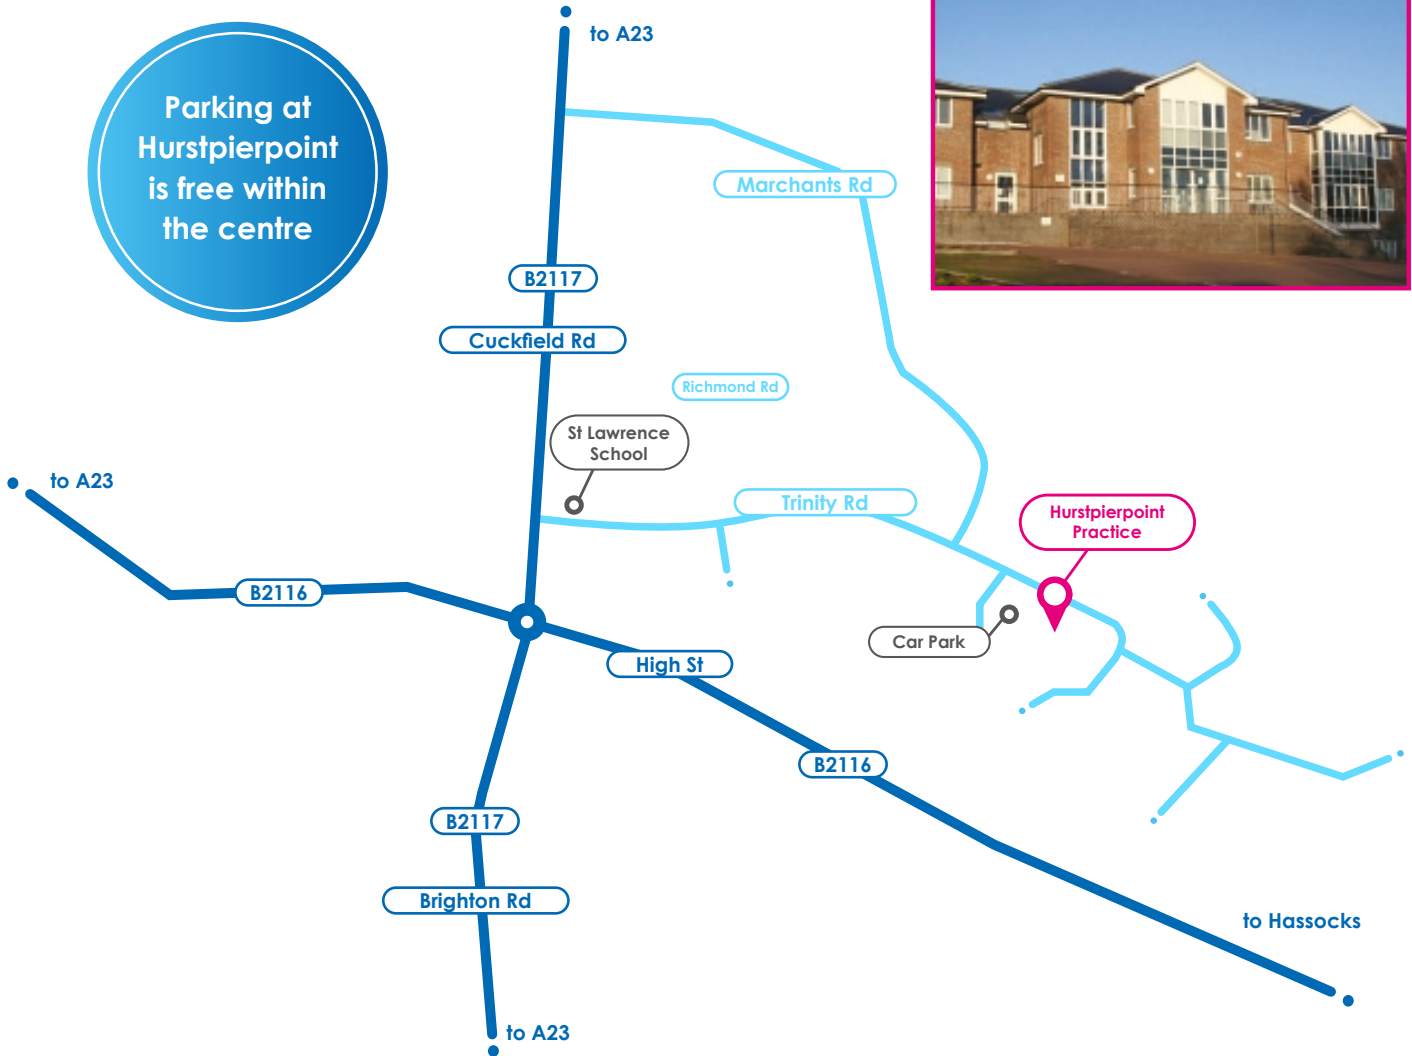 to A23
Parking at
Hurstpierpoint
is free within
the centre
Marchants Rd
B2117
Cuckfield Rd
Richmond Rd
St Lawrence
School
to A23
Trinity Rd
Hurstpierpoint
Practice
B2116
Car Park
High St
B2116
B2117
Brighton Rd
to Hassocks
to A23